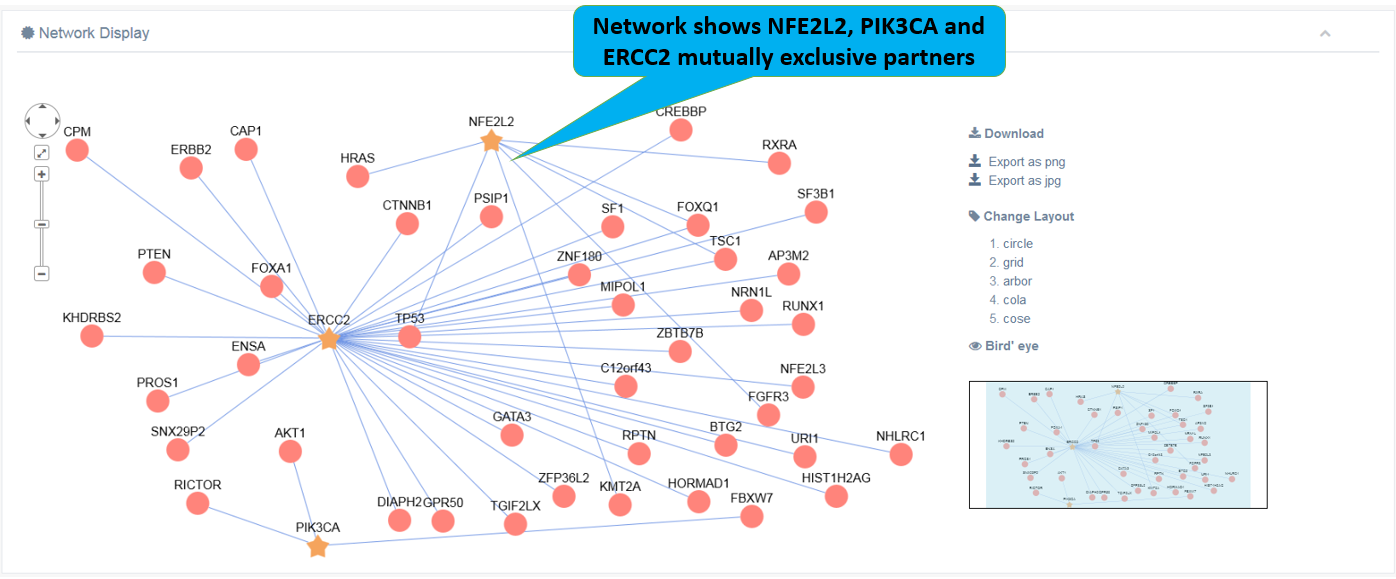 Network Display
Network shows NFE2L2, PIK3CA and
ERCC2 mutually exclusive partners
CPM
ERBB2
CAP1
HRAS
NFE2L2
CREBBP
RXRA
CTNNB1
PSIP1
SF1
FOXQ1
SF3B1
TSC1
PTEN
FOXA1
ZNF180
AP3M2
MIPOL1
NRN1L
RUNX1
KHDRBS2
ERCC2
TP53
ZBTB7B
ENSA
C12orf43
NFE2L3
PROS1
FGFR3
GATA3
SNX29P2
AKT1
RPTN
BTG2
URI1
NHLRC1
RICTOR
ZFP36L2
KMT2A
HORMAD1
HIST1H2AG
DIAPH2
GPR50
TGIF2LX
FBXW7
PIK3CA
Download
Export as png
Export as jpg
Change Layout
1. circle
2. grid
3. arbor
4. cola
5. cose
Bird' eye